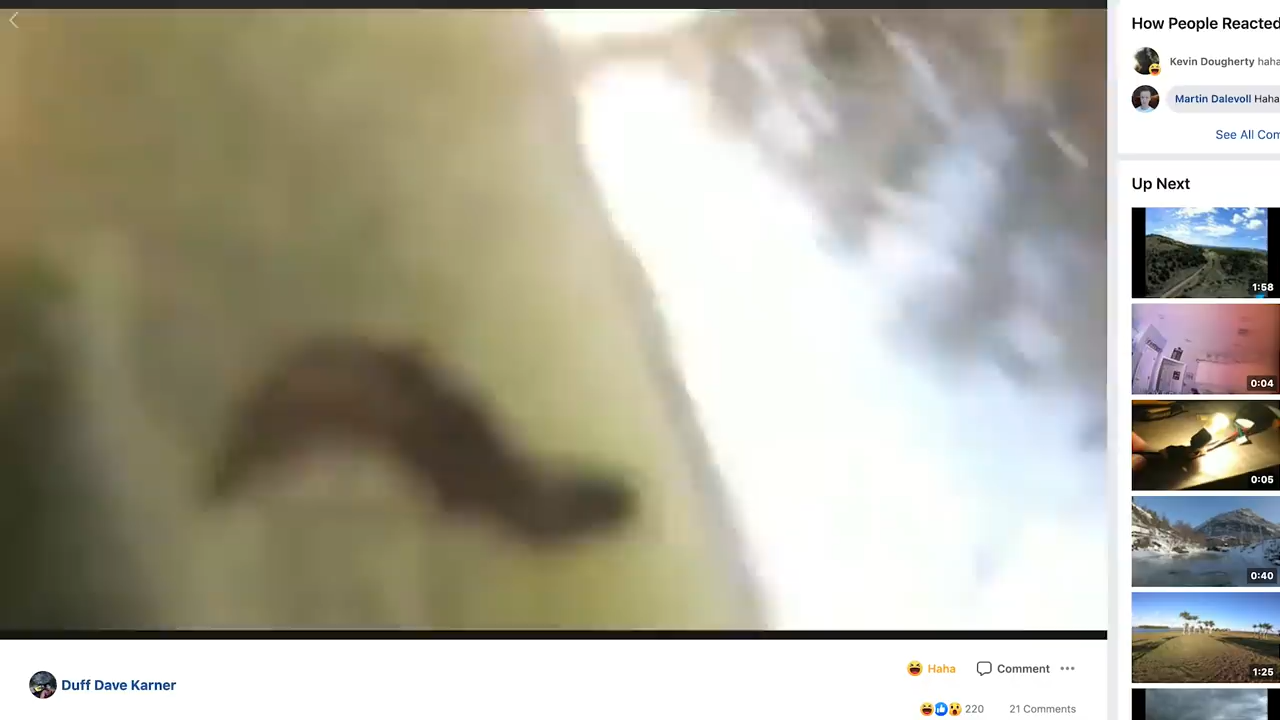 How People Reacted
Kevin Dougherty haha
Martin Dalevoll Haha
See All Com
Up Next
1:58
0:04
0:05
0:40
1:25
Duff Dave Karner
Haha
Comment
220
21 Comments